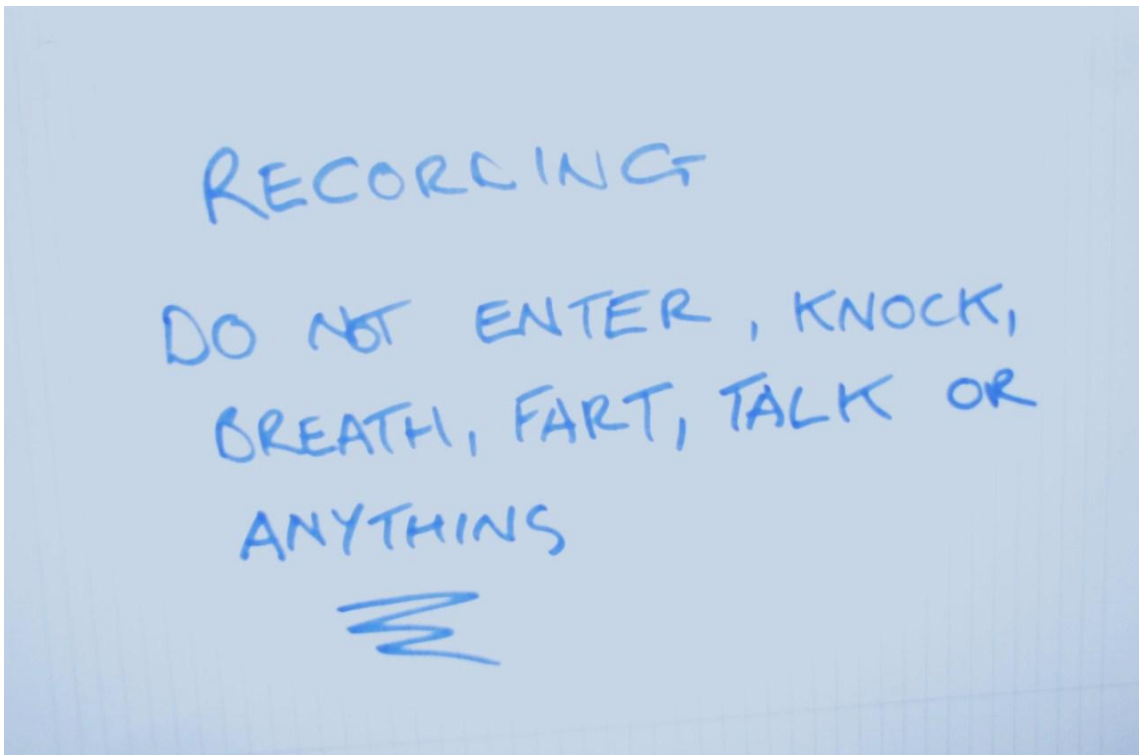 RECORDING
DO NOT ENTER, KNOCK,
BREATH, FART, TALK OR
ANYTHING